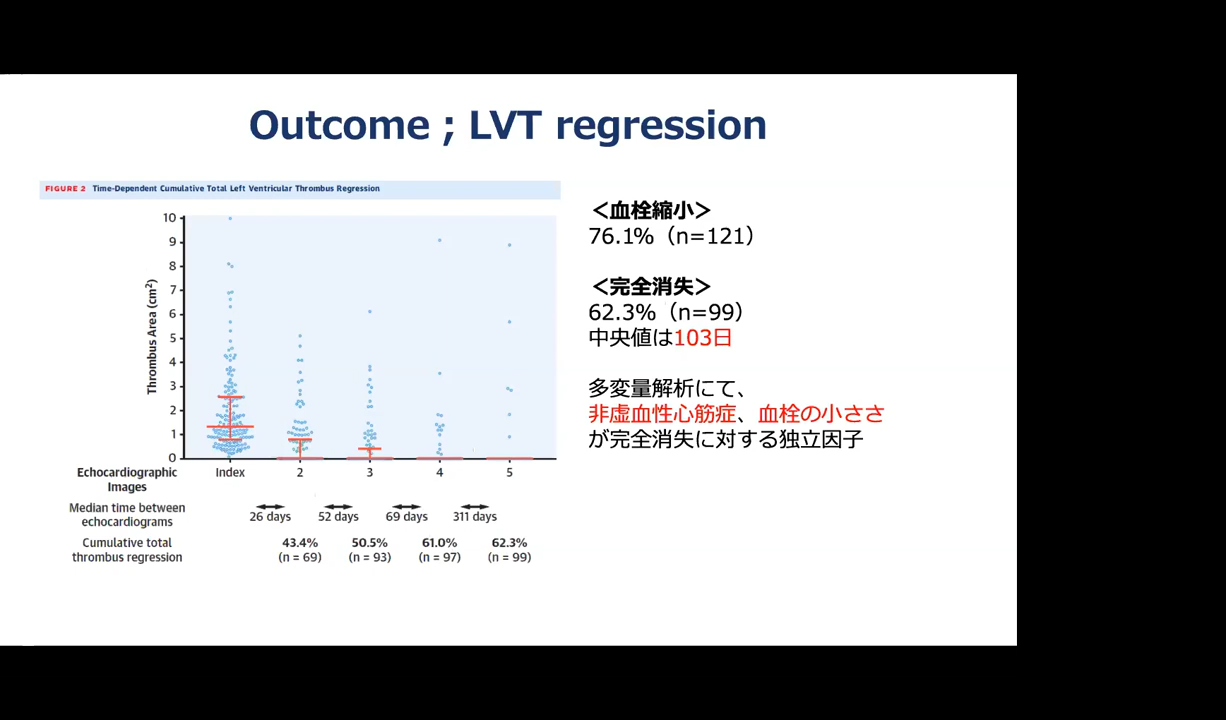 Outcome ; LVT regression
FIGURE 2 Time-Dependent Cumulative Total Left Ventricular Thrombus Regression
Thrombus Area (cm²)
10
9
8
7
6
5
4
3
2
1
0
Echocardiographic Images
Index 2 3 4 5
Median time between echocardiograms
26 days 52 days 69 days 311 days
Cumulative total thrombus regression
43.4% 50.5% 61.0% 62.3%
(n = 69) (n = 93) (n = 97) (n = 99)
＜血栓縮小＞
76.1%（n=121）
＜完全消失＞
62.3%（n=99）
中央値は103日
多変量解析にて、
非虚血性心筋症、血栓の小ささ
が完全消失に対する独立因子